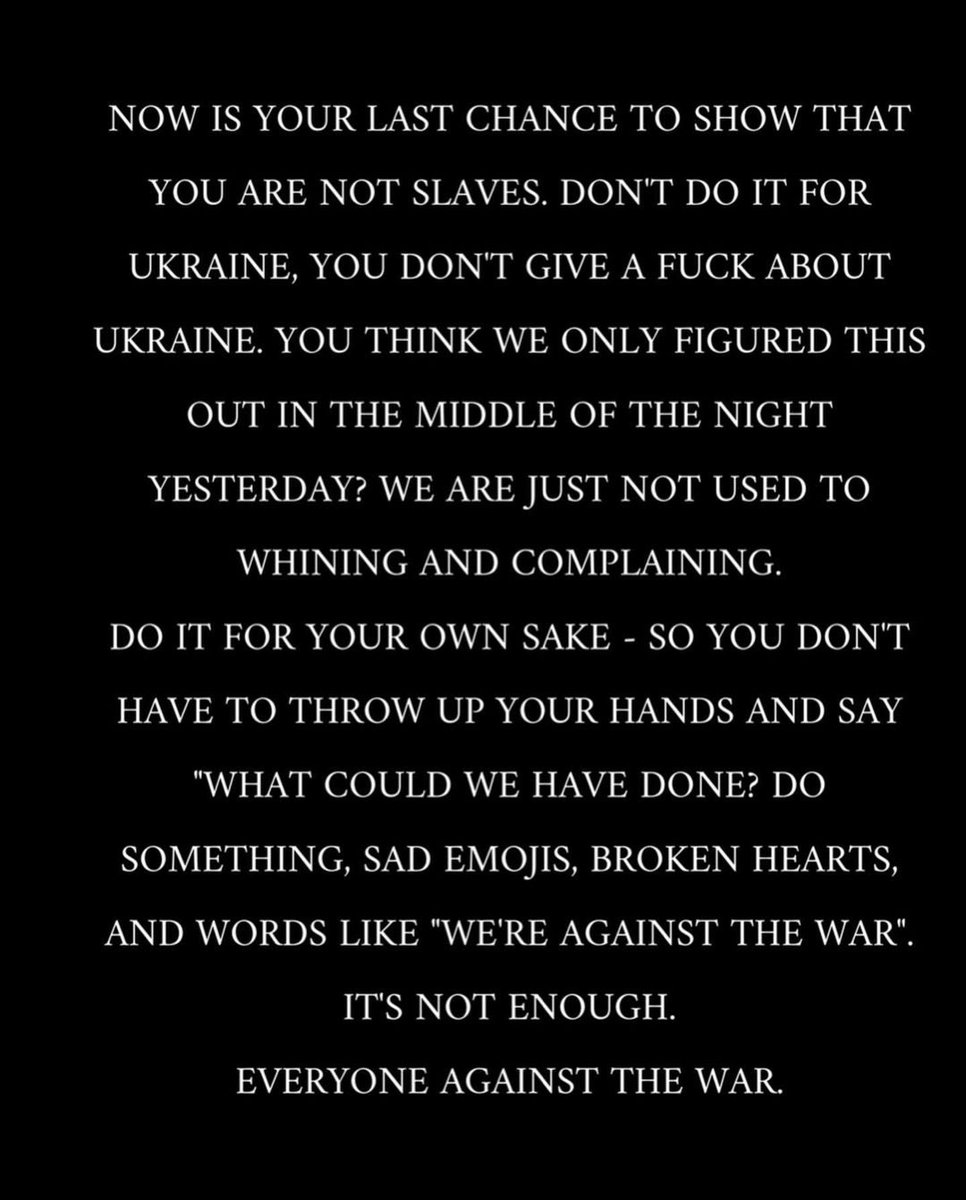 NOW IS YOUR LAST CHANCE TO SHOW THAT
YOU ARE NOT SLAVES. DON'T DO IT FOR
UKRAINE, YOU DON'T GIVE A FUCK ABOUT
UKRAINE. YOU THINK WE ONLY FIGURED THIS
OUT IN THE MIDDLE OF THE NIGHT
YESTERDAY? WE ARE JUST NOT USED TO
WHINING AND COMPLAINING.
DO IT FOR YOUR OWN SAKE - SO YOU DON'T
HAVE TO THROW UP YOUR HANDS AND SAY
"WHAT COULD WE HAVE DONE? DO
SOMETHING, SAD EMOJIS, BROKEN HEARTS,
AND WORDS LIKE "WE'RE AGAINST THE WAR".
IT'S NOT ENOUGH.
EVERYONE AGAINST THE WAR.